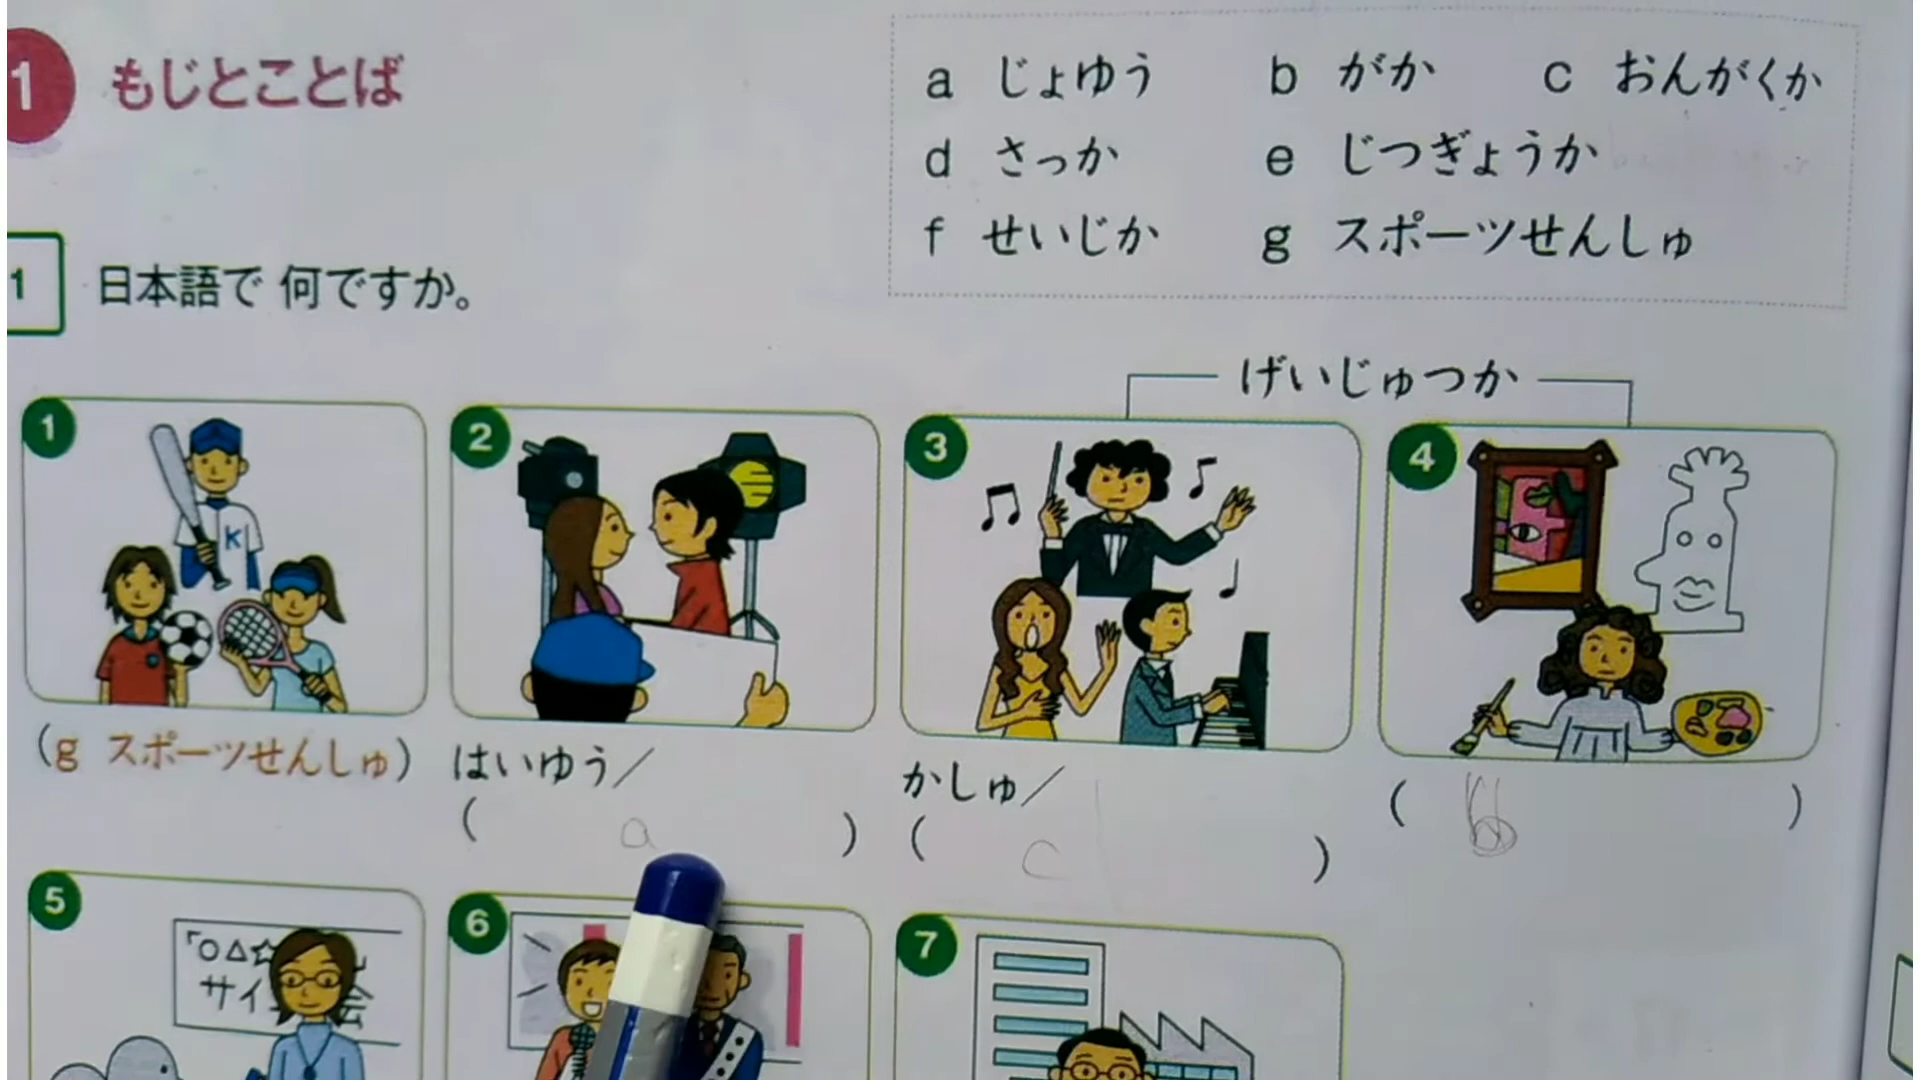 1 もじとことば
a じょゆう b がか c おんがくか
d さっか e じつぎょうか
f せいじか g スポーツせんしゅ
1 日本語で 何ですか。
げいじゅつか
1 2 3 4
K
(g スポーツせんしゅ) はいゆう／ かしゅ／ ( b )
( a ) ( c )
5 6 7
「○△☆
サイ 会